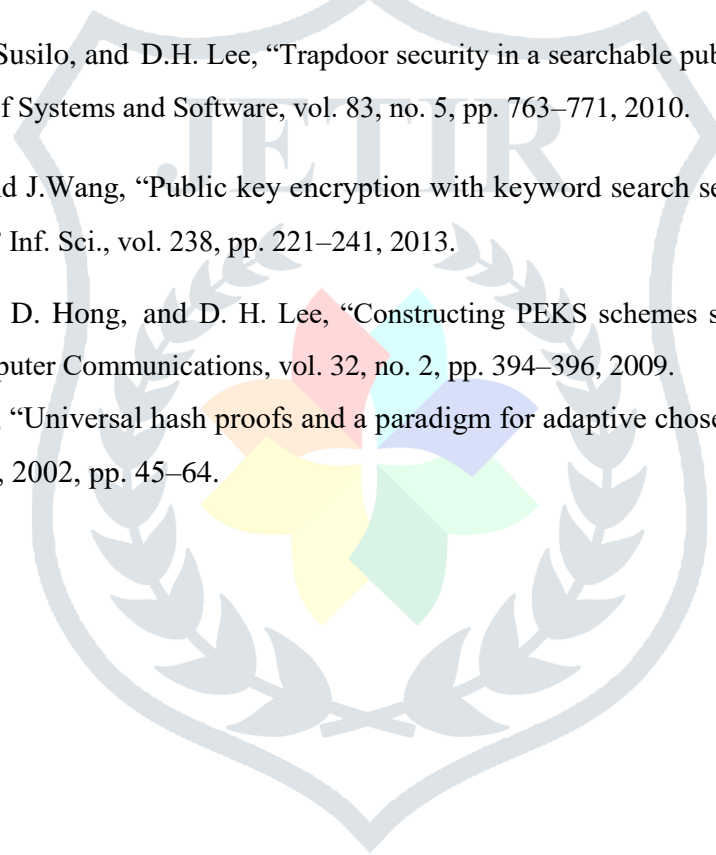 Susilo, and D.H. Lee, “Trapdoor security in a searchable pub
f Systems and Software, vol. 83, no. 5, pp. 763–771, 2010.
JETIR
d J.Wang, “Public key encryption with keyword search se
” Inf. Sci., vol. 238, pp. 221–241, 2013.
D. Hong, and D. H. Lee, “Constructing PEKS schemes s
puter Communications, vol. 32, no. 2, pp. 394–396, 2009.
, “Universal hash proofs and a paradigm for adaptive chose
, 2002, pp. 45–64.